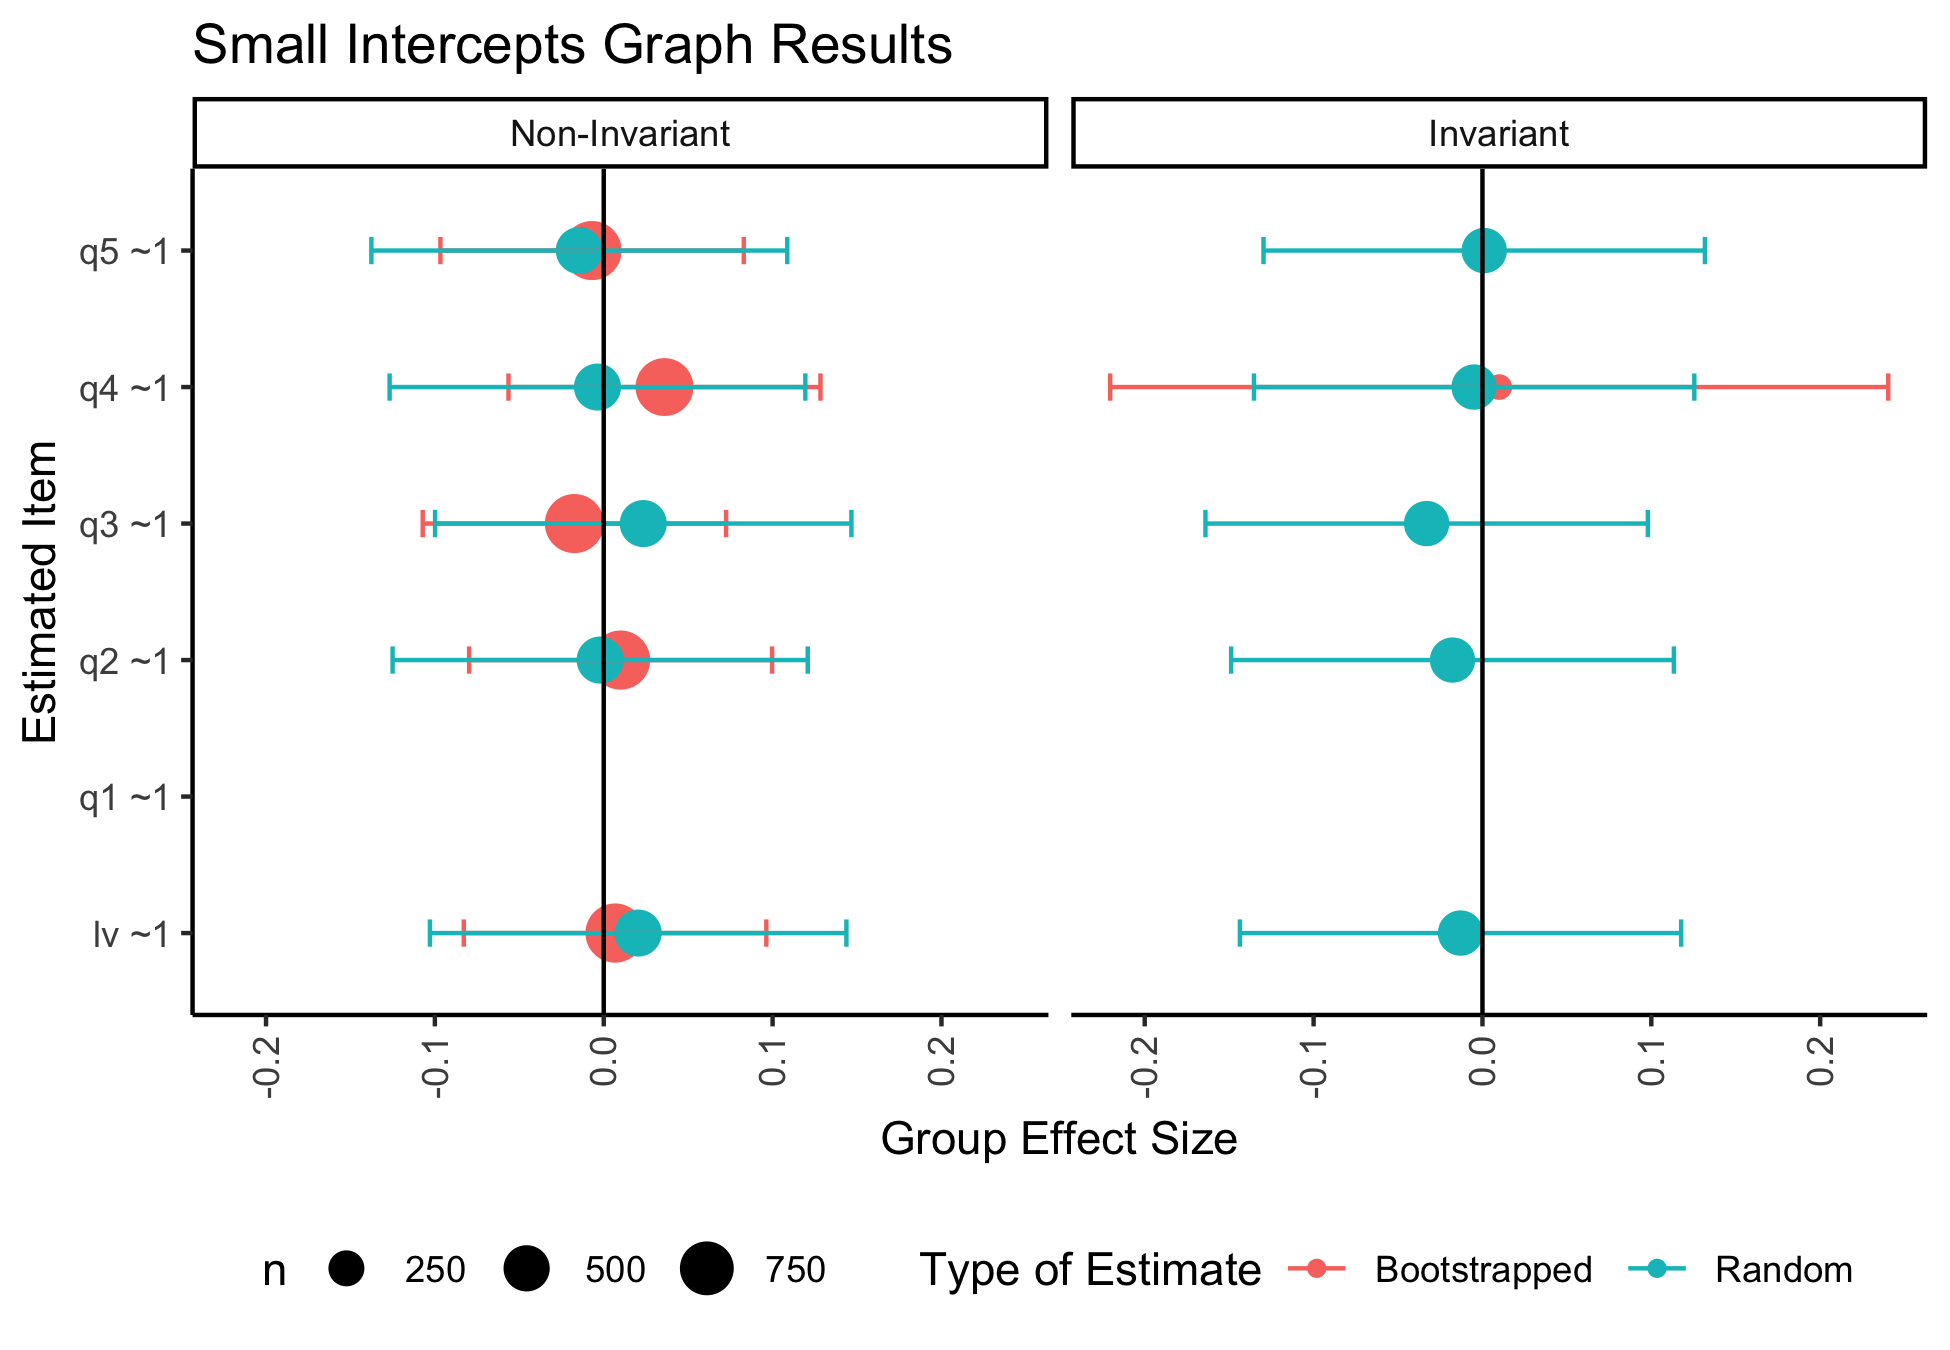 Small Intercepts Graph Results
Non-Invariant
Invariant
Estimated Item
q5 ~1
q4 ~1
q3 ~1
q2 ~1
q1 ~1
lv ~1
-0.2
-0.1
0.0
0.1
0.2
-0.2
-0.1
0.0
0.1
0.2
Group Effect Size
n 250 500 750 Type of Estimate Bootstrapped Random